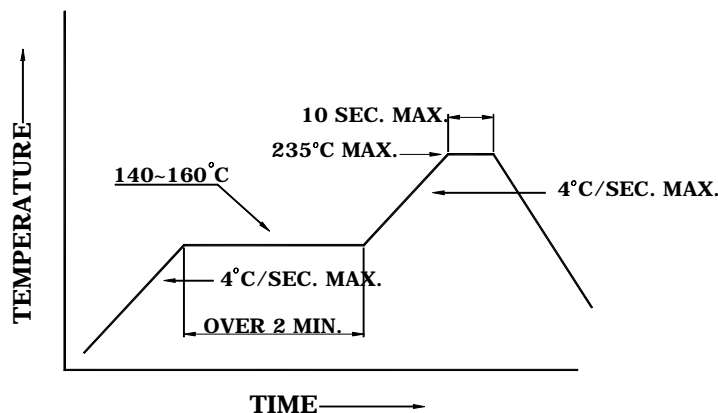 10 SEC. MAX.
235°C MAX.
140~160°C
4°C/SEC. MAX.
4°C/SEC. MAX.
OVER 2 MIN.
TEMPERATURE
TIME